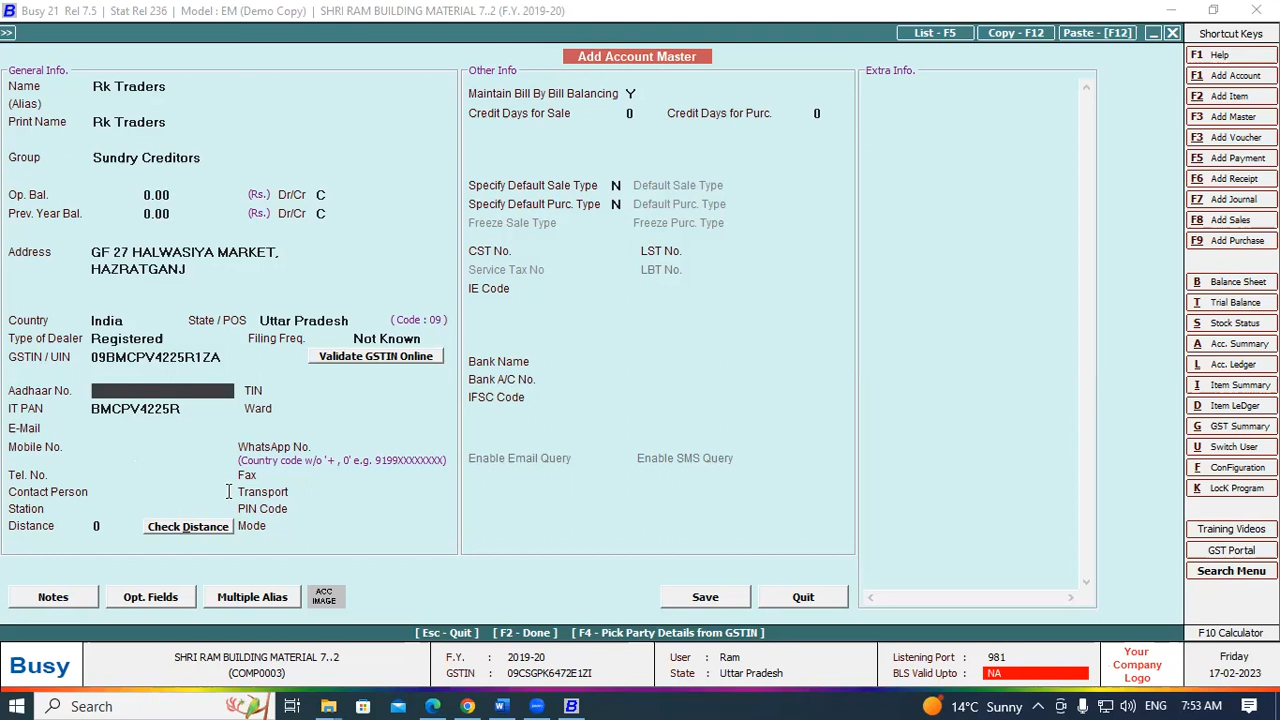 Busy 21 Rel 7.5 | Stat Rel 236 | Model : EM (Demo Copy) | SHRI RAM BUILDING MATERIAL 7..2 (F.Y. 2019-20)
>> List - F5 Copy - F12 Paste - [F12]
Shortcut Keys
Add Account Master
General Info. Other Info Extra Info.
Name Rk Traders
(Alias)
Print Name Rk Traders
Group Sundry Creditors
Op. Bal. 0.00 (Rs.) Dr/Cr C
Prev. Year Bal. 0.00 (Rs.) Dr/Cr C
Address GF 27 HALWASIYA MARKET,
HAZRATGANJ
Country India State / POS Uttar Pradesh ( Code : 09 )
Type of Dealer Registered Filing Freq. Not Known
GSTIN / UIN 09BMCPV4225R1ZA Validate GSTIN Online
Aadhaar No. TIN
IT PAN BMCPV4225R Ward
E-Mail
Mobile No. WhatsApp No.
(Country code w/o '+ , 0' e.g. 9199XXXXXXXX)
Tel. No. Fax
Contact Person Transport
Station PIN Code
Distance 0 Check Distance Mode
Maintain Bill By Bill Balancing Y
Credit Days for Sale 0 Credit Days for Purc. 0
Specify Default Sale Type N Default Sale Type
Specify Default Purc. Type N Default Purc. Type
Freeze Sale Type Freeze Purc. Type
CST No. LST No.
Service Tax No LBT No.
IE Code
Bank Name
Bank A/C No.
IFSC Code
Enable Email Query Enable SMS Query
Notes Opt. Fields Multiple Alias ACC IMAGE Save Quit
[ Esc - Quit ] [ F2 - Done ] [ F4 - Pick Party Details from GSTIN ]
F1 Help
F1 Add Account
F2 Add Item
F3 Add Master
F3 Add Voucher
F5 Add Payment
F6 Add Receipt
F7 Add Journal
F8 Add Sales
F9 Add Purchase
B Balance Sheet
T Trial Balance
S Stock Status
A Acc. Summary
L Acc. Ledger
I Item Summary
D Item LeDger
G GST Summary
U Switch User
F ConFiguration
K LocK Program
Training Videos
GST Portal
Search Menu
F10 Calculator
Busy SHRI RAM BUILDING MATERIAL 7..2 F.Y. : 2019-20 User : Ram Listening Port : 981 Your Company Logo Friday
(COMP0003) GSTIN : 09CSGPK6472E1ZI State : Uttar Pradesh BLS Valid Upto : NA 17-02-2023
Search 14°C Sunny ENG 7:53 AM